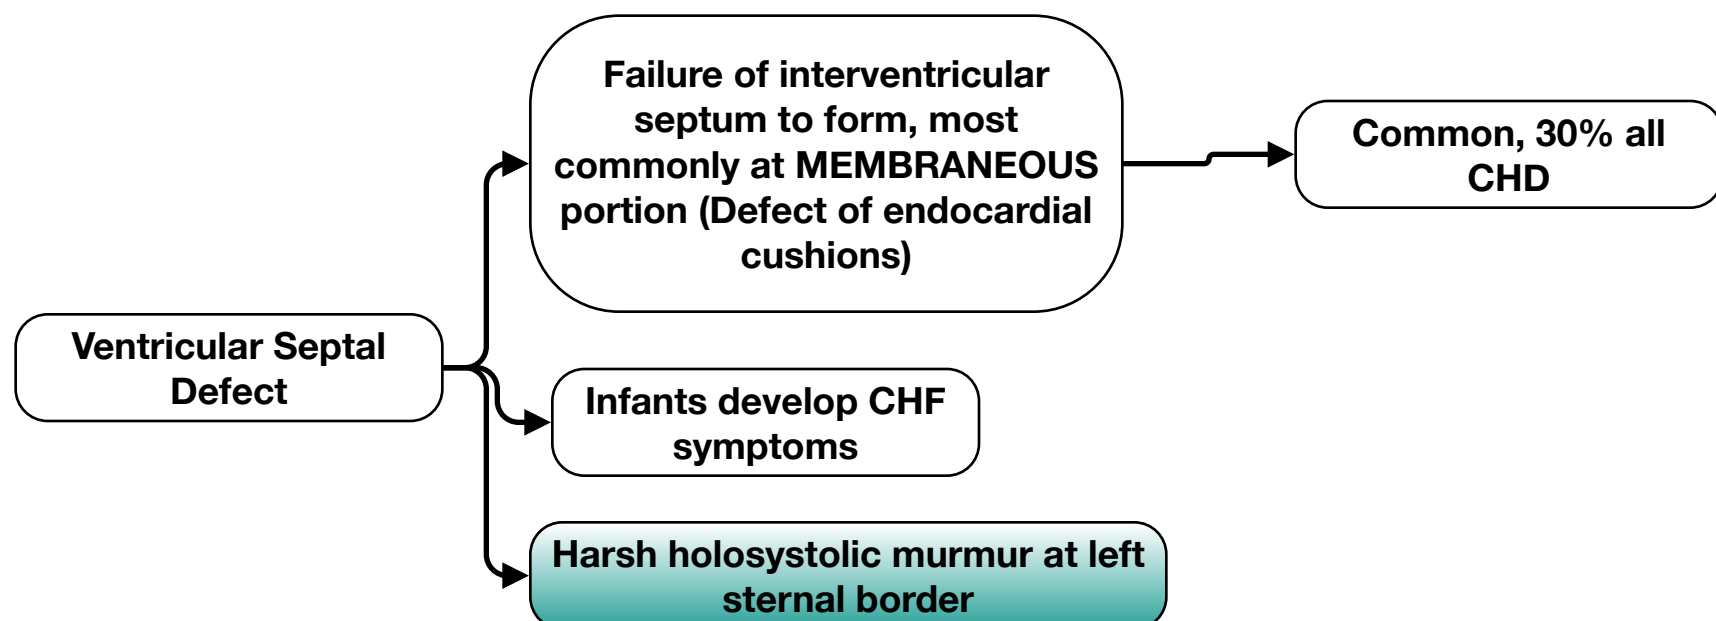 Failure of interventricular
septum to form, most
commonly at MEMBRANEOUS
portion (Defect of endocardial
cushions)
Common, 30% all
CHD
Ventricular Septal
Defect
Infants develop CHF
symptoms
Harsh holosystolic murmur at left
sternal border